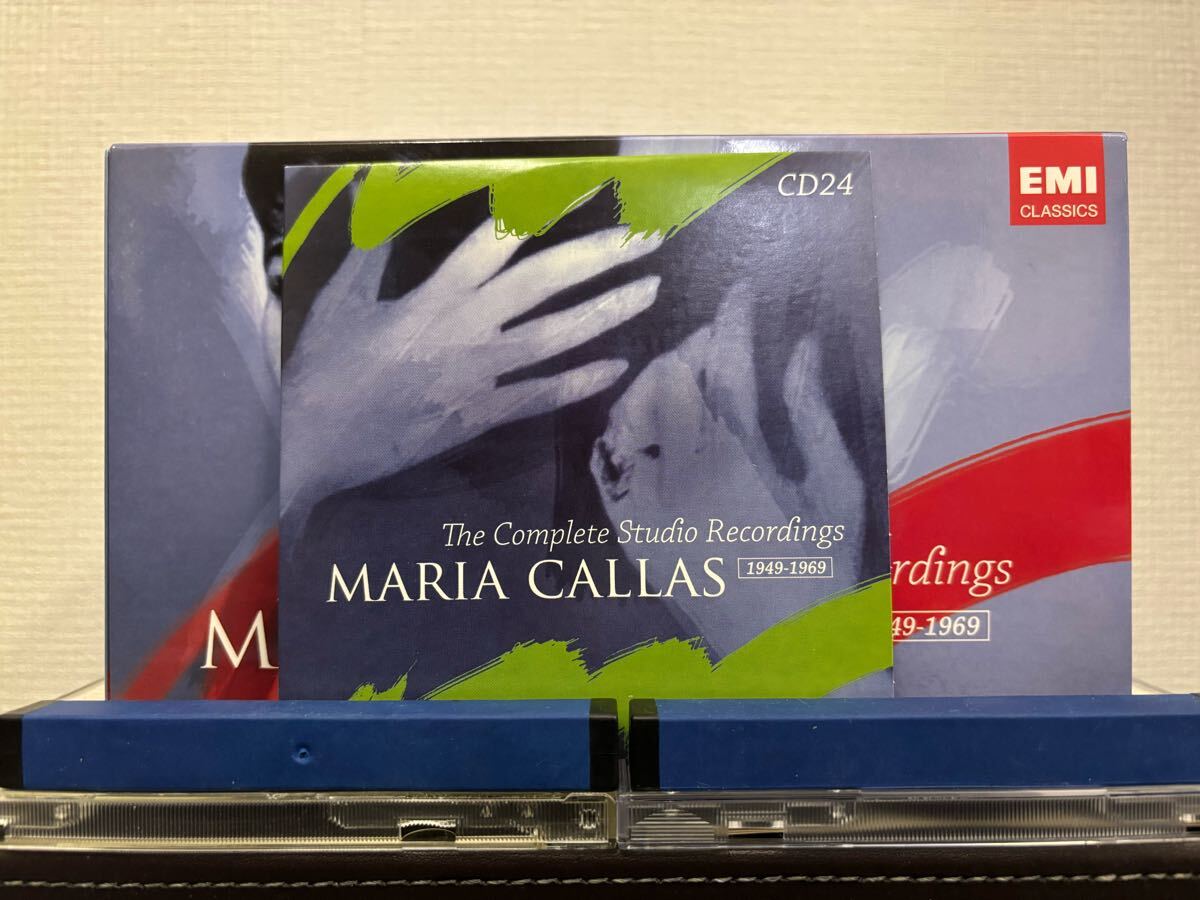 EMI
CLASSICS
CD24
The Complete Studio Recordings
MARIA CALLAS 1949-1969
rdings
M
49-1969